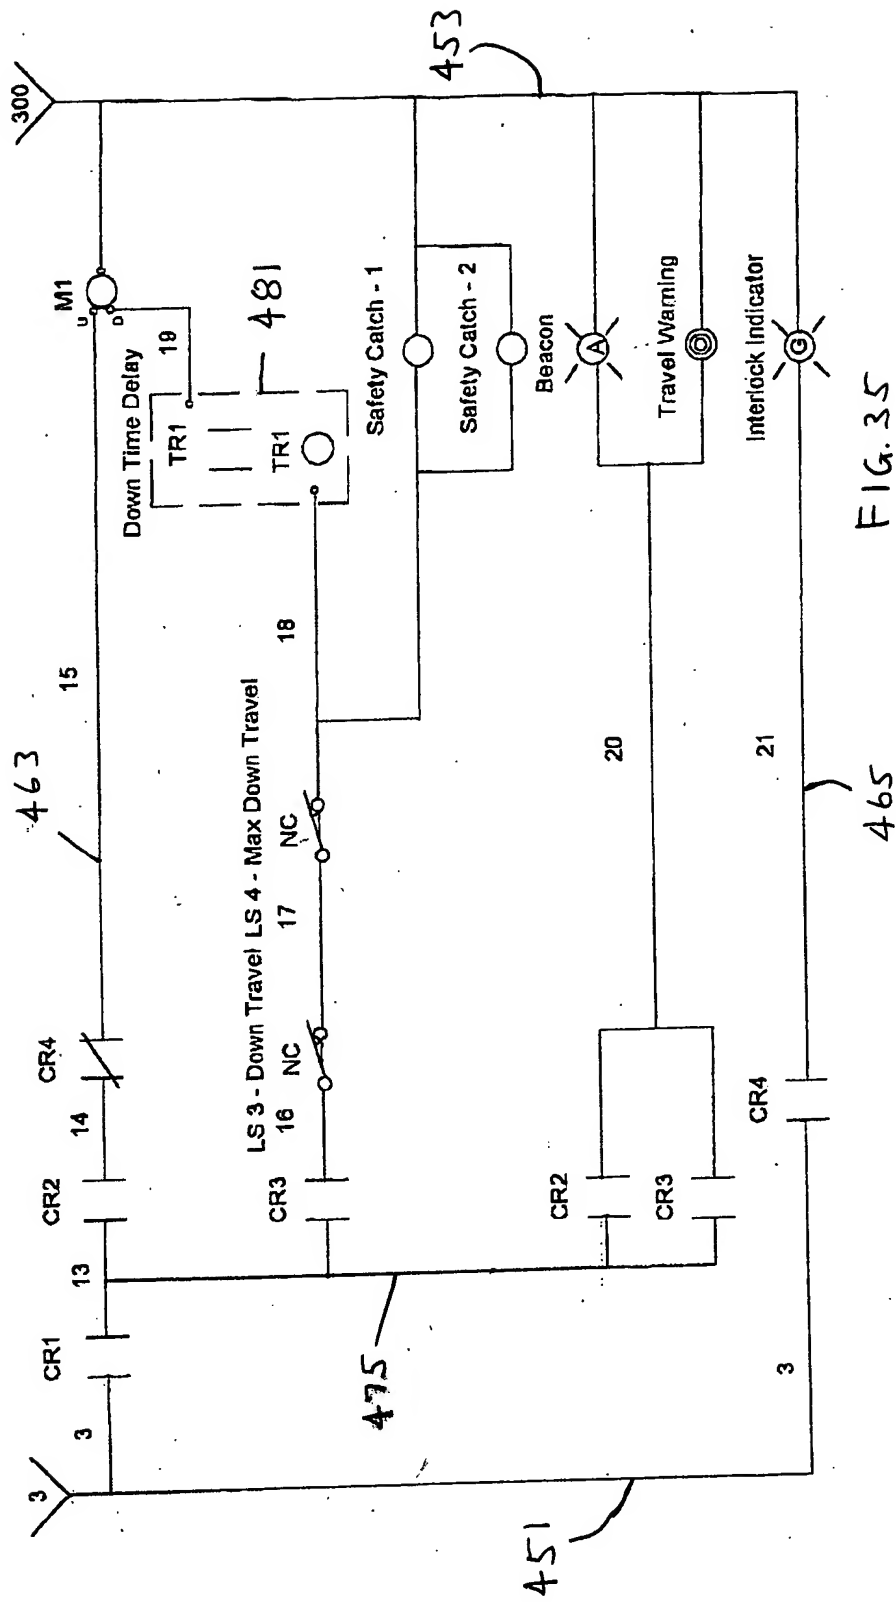 3
300
3
CR1
13
CR2
14
CR4
463
15
M1
U
D
19
Down Time Delay
TR1
TR1
481
LS 3 - Down Travel LS 4 - Max Down Travel
CR3
16
NC
17
NC
18
Safety Catch - 1
Safety Catch - 2
453
475
CR2
CR3
20
Beacon
A
Travel Warning
451
3
CR4
21
465
Interlock Indicator
G
FIG. 35